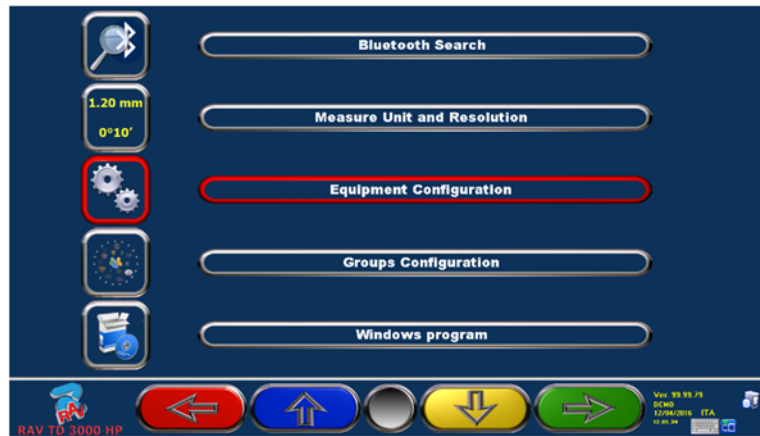 Bluetooth Search
1.20 mm
0°10´
Measure Unit and Resolution
Equipment Configuration
Groups Configuration
Windows program
RAV
RAV TD 3000 HP
Ver. 99.99.79
DEMO
12/04/2016 ITA